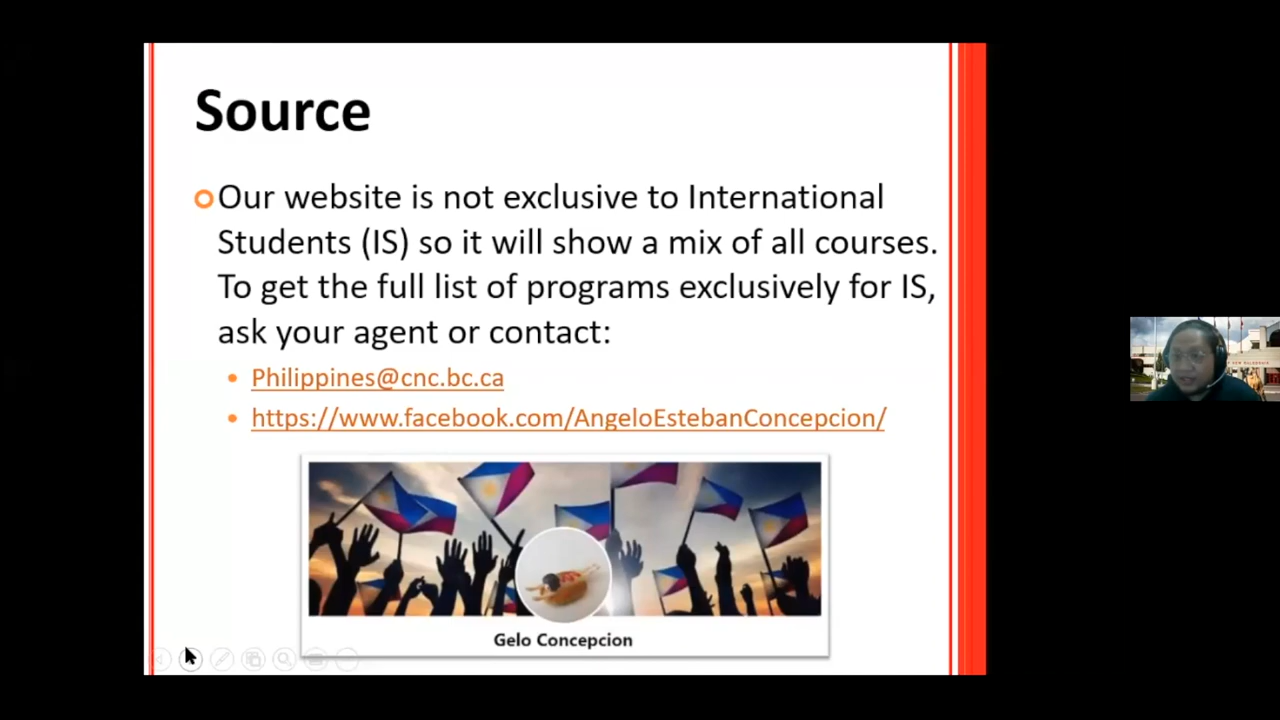 Source
Our website is not exclusive to International
Students (IS) so it will show a mix of all courses.
To get the full list of programs exclusively for IS,
ask your agent or contact:
Philippines@cnc.bc.ca
https://www.facebook.com/AngeloEstebanConcepcion/
Gelo Concepcion